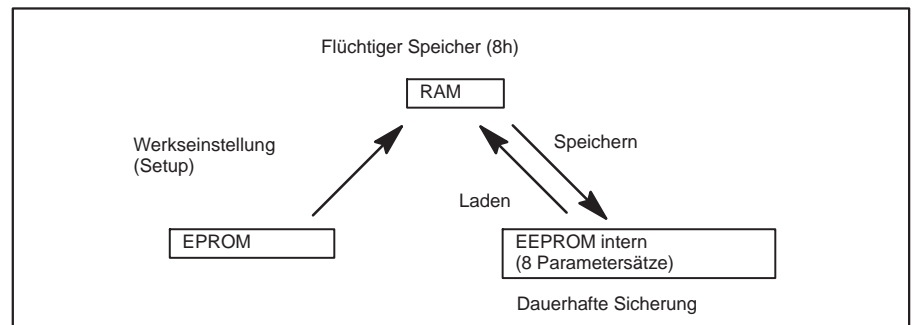 Flüchtiger Speicher (8h)
RAM
Werkseinstellung
(Setup)
Speichern
Laden
EPROM
EEPROM intern
(8 Parametersätze)
Dauerhafte Sicherung